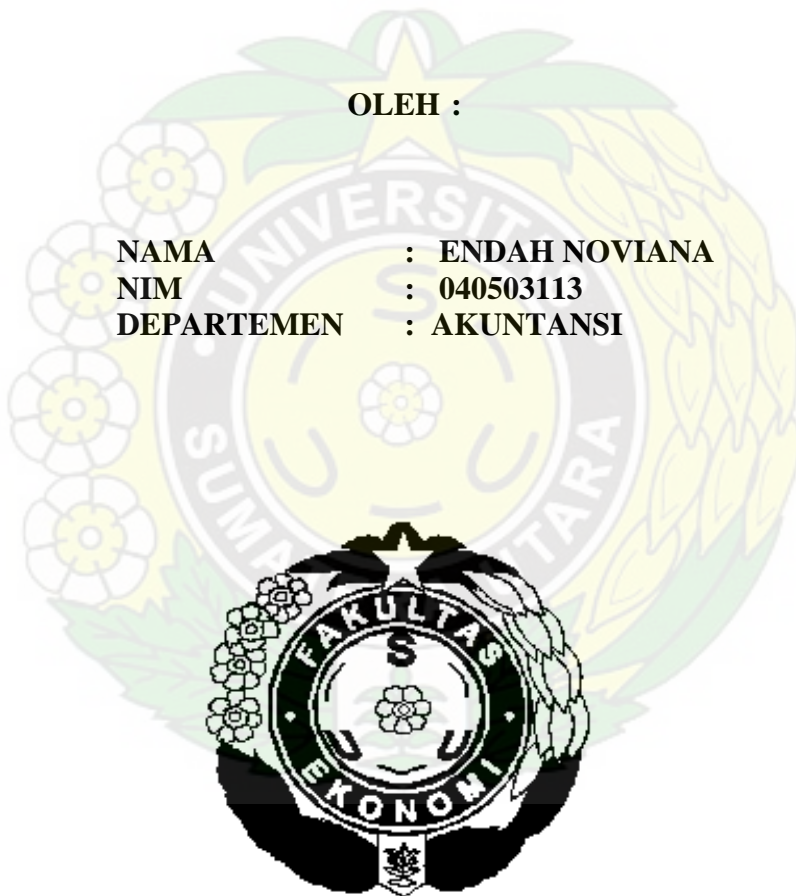 OLEH :
NAMA : ENDAH NOVIANA
NIM : 040503113
DEPARTEMEN : AKUNTANSI
UNIVERSITAS
SUMATERA UTARA
FAKULTAS
S
U U
EKONOMI